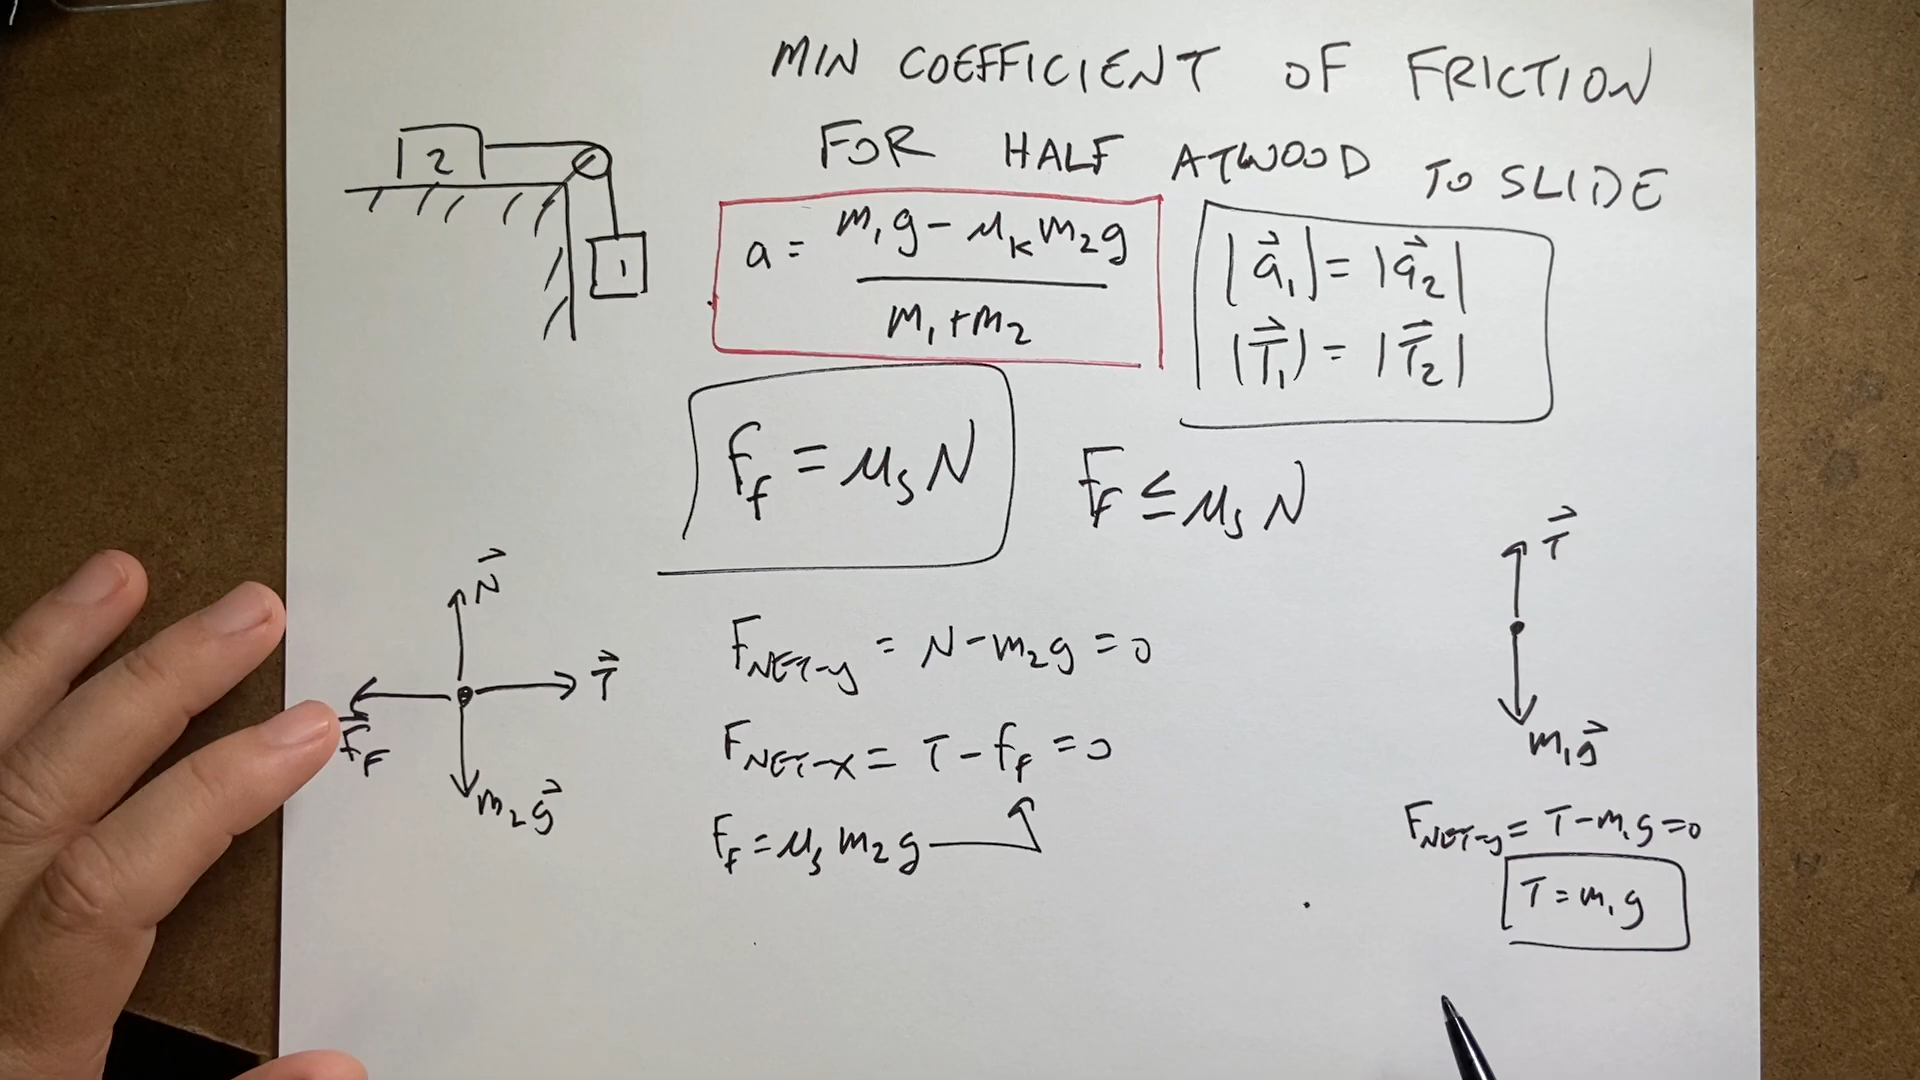 MIN COEFFICIENT OF FRICTION
FOR HALF ATWOOD TO SLIDE
2
1
a = (m₁g - μₖm₂g) / (m₁+m₂)
|a⃗₁| = |a⃗₂|
|T⃗₁| = |T⃗₂|
F_f = μ_s N
F_f ≤ μ_s N
N⃗
T⃗
F⃗_F
m₂g⃗
F_NET-y = N - m₂g = 0
F_NET-x = T - F_f = 0
F_f = μ_s m₂g
T⃗
m₁g⃗
F_NET-y = T - m₁g = 0
T = m₁g